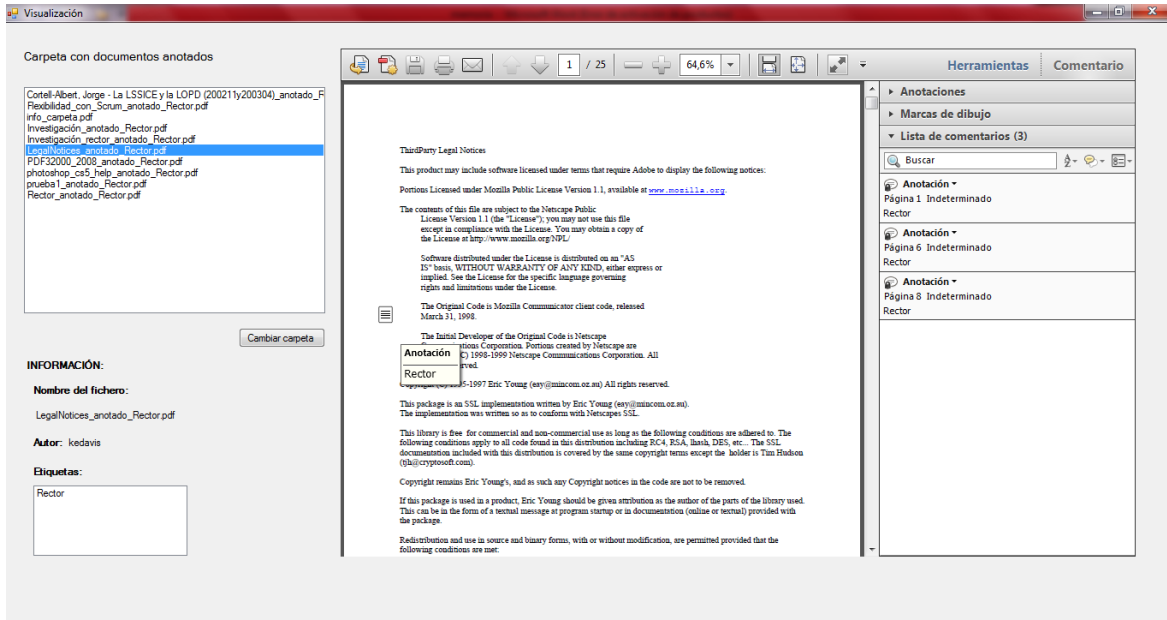 Visualización
Carpeta con documentos anotados
Cortell-Albert, Jorge - La LSSICE y la LOPD (200211y200304)_anotado_F
Flexibilidad_con_Scrum_anotado_Rector.pdf
info_carpeta.pdf
Investigación_anotado_Rector.pdf
Investigación_rector_anotado_Rector.pdf
LegalNotices_anotado_Rector.pdf
PDF32000_2008_anotado_Rector.pdf
photoshop_cs5_help_anotado_Rector.pdf
prueba1_anotado_Rector.pdf
Rector_anotado_Rector.pdf
Cambiar carpeta
INFORMACIÓN:
Nombre del fichero:
LegalNotices_anotado_Rector.pdf
Autor: kedavis
Etiquetas:
Rector
1 / 25
64,6%
Herramientas
Comentario
ThirdParty Legal Notices
This product may include software licensed under terms that require Adobe to display the following notices:
Portions Licensed under Mozilla Public License Version 1.1, available at www.mozilla.org.
The contents of this file are subject to the Netscape Public
License Version 1.1 (the "License"); you may not use this file
except in compliance with the License. You may obtain a copy of
the License at http://www.mozilla.org/NPL/
Software distributed under the License is distributed on an "AS
IS" basis, WITHOUT WARRANTY OF ANY KIND, either express or
implied. See the License for the specific language governing
rights and limitations under the License.
The Original Code is Mozilla Communicator client code, released
March 31, 1998.
The Initial Developer of the Original Code is Netscape
Corporation. Portions created by Netscape are
1998-1999 Netscape Communications Corporation. All
Anotación
Rector
1995-1997 Eric Young (eay@mincom.oz.au) All rights reserved.
This package is an SSL implementation written by Eric Young (eay@mincom.oz.au).
The implementation was written so as to conform with Netscapes SSL.
This library is free for commercial and non-commercial use as long as the following conditions are adhered to. The
following conditions apply to all code found in this distribution including RC4, RSA, lhash, DES, etc... The SSL
documentation included with this distribution is covered by the same copyright terms except the holder is Tim Hudson
(tjh@cryptosoft.com).
Copyright remains Eric Young's, and as such any Copyright notices in the code are not to be removed.
If this package is used in a product, Eric Young should be given attribution as the author of the parts of the library used.
This can be in the form of a textual message at program startup or in documentation (online or textual) provided with
the package.
Redistribution and use in source and binary forms, with or without modification, are permitted provided that the
following conditions are met:
Anotaciones
Marcas de dibujo
Lista de comentarios (3)
Buscar
Anotación
Página 1 Indeterminado
Rector
Anotación
Página 6 Indeterminado
Rector
Anotación
Página 8 Indeterminado
Rector